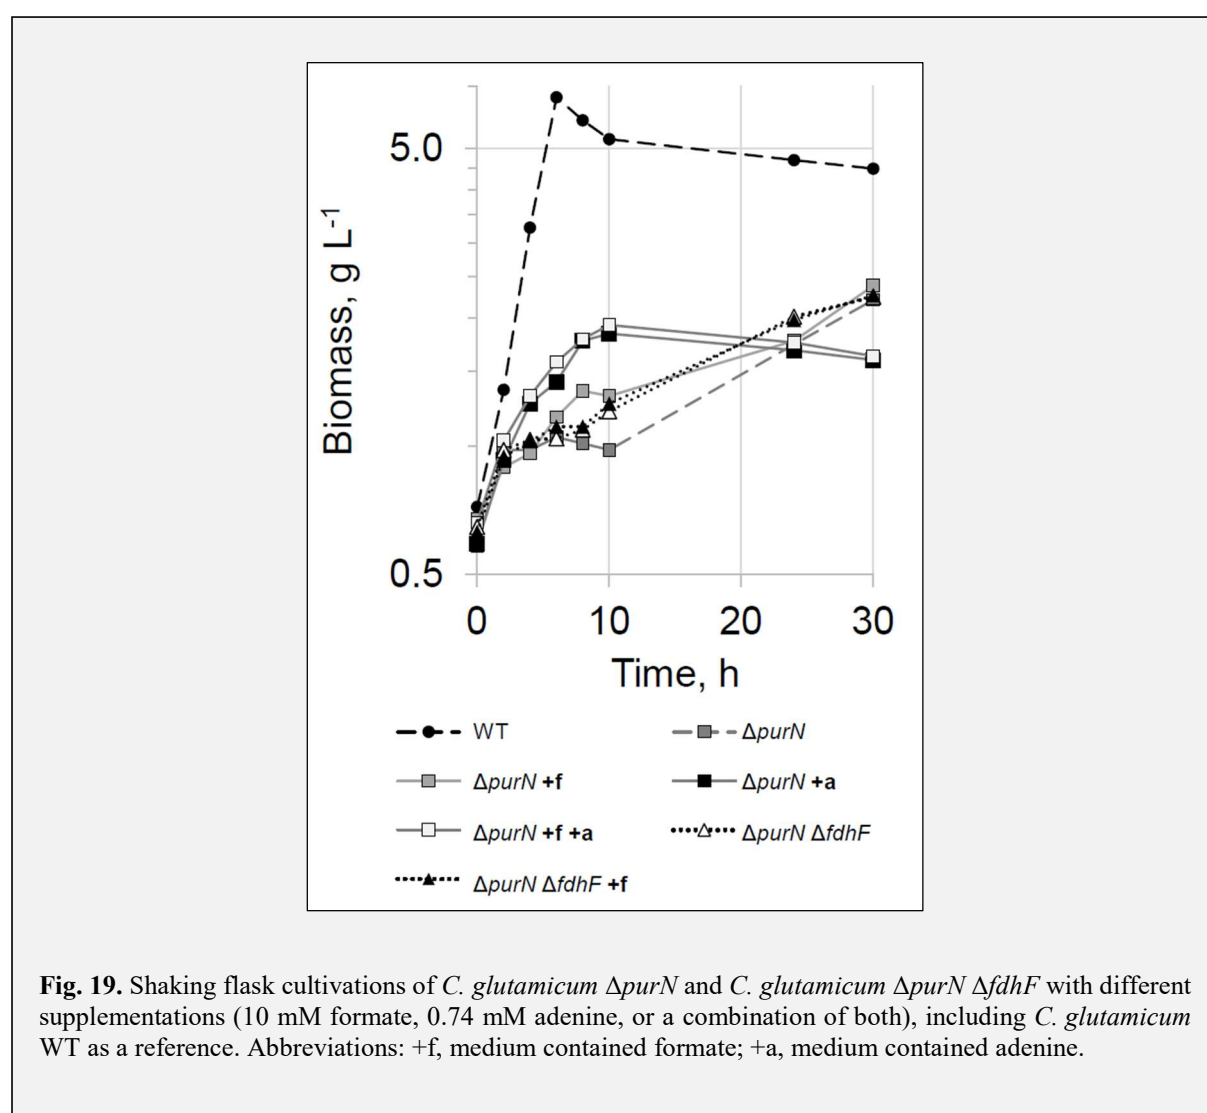 5.0
0.5
Biomass, g L-1
0
10
20
30
Time, h
WT
ΔpurN
ΔpurN +f
ΔpurN +a
ΔpurN +f +a
ΔpurN ΔfdhF
ΔpurN ΔfdhF +f
Fig. 19. Shaking flask cultivations of C. glutamicum ΔpurN and C. glutamicum ΔpurN ΔfdhF with different
supplementations (10 mM formate, 0.74 mM adenine, or a combination of both), including C. glutamicum
WT as a reference. Abbreviations: +f, medium contained formate; +a, medium contained adenine.